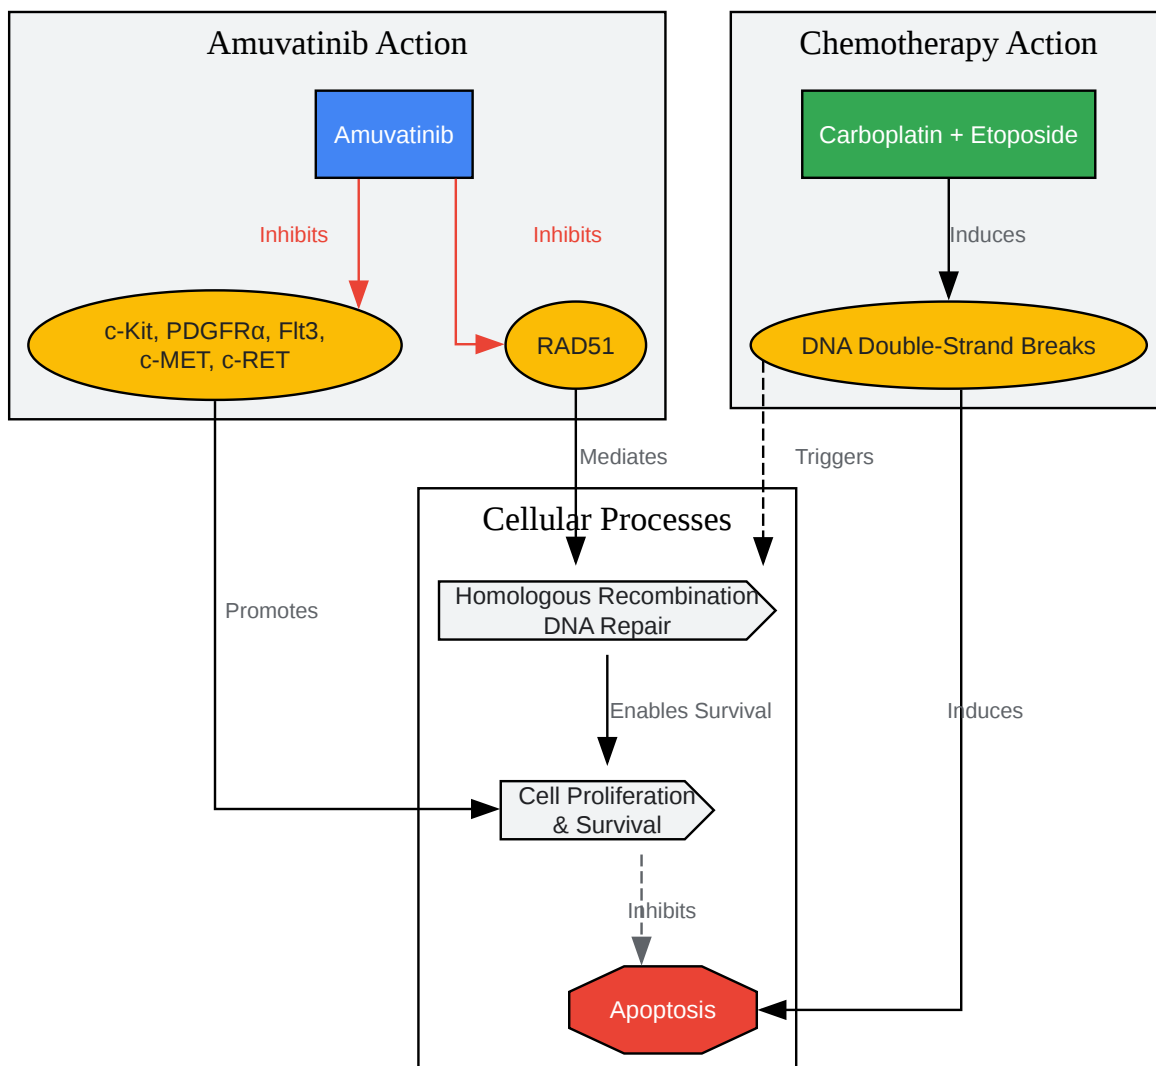 Amuvatinib Action
Chemotherapy Action
Amuvatinib
Carboplatin + Etoposide
Inhibits
Inhibits
Induces
c-Kit, PDGFRα, Flt3,
c-MET, c-RET
RAD51
DNA Double-Strand Breaks
Mediates
Triggers
Cellular Processes
Homologous Recombination
DNA Repair
Promotes
Enables Survival
Induces
Cell Proliferation
& Survival
Inhibits
Apoptosis